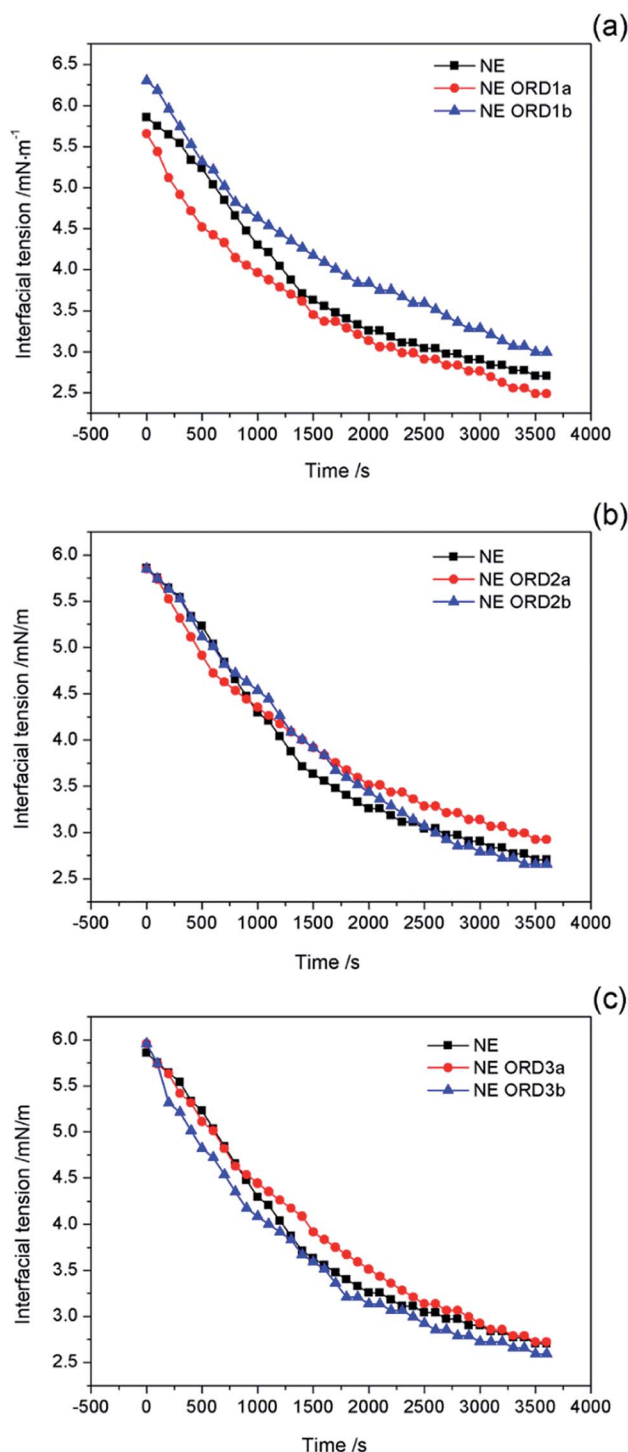 (a)
NE
NE ORD1a
NE ORD1b
6.5
6.0
5.5
5.0
4.5
4.0
3.5
3.0
2.5
Interfacial tension /mN·m⁻¹
-500 0 500 1000 1500 2000 2500 3000 3500 4000
Time /s
(b)
NE
NE ORD2a
NE ORD2b
6.0
5.5
5.0
4.5
4.0
3.5
3.0
2.5
Interfacial tension /mN/m
-500 0 500 1000 1500 2000 2500 3000 3500 4000
Time /s
(c)
NE
NE ORD3a
NE ORD3b
6.0
5.5
5.0
4.5
4.0
3.5
3.0
2.5
Interfacial tension /mN/m
-500 0 500 1000 1500 2000 2500 3000 3500 4000
Time /s